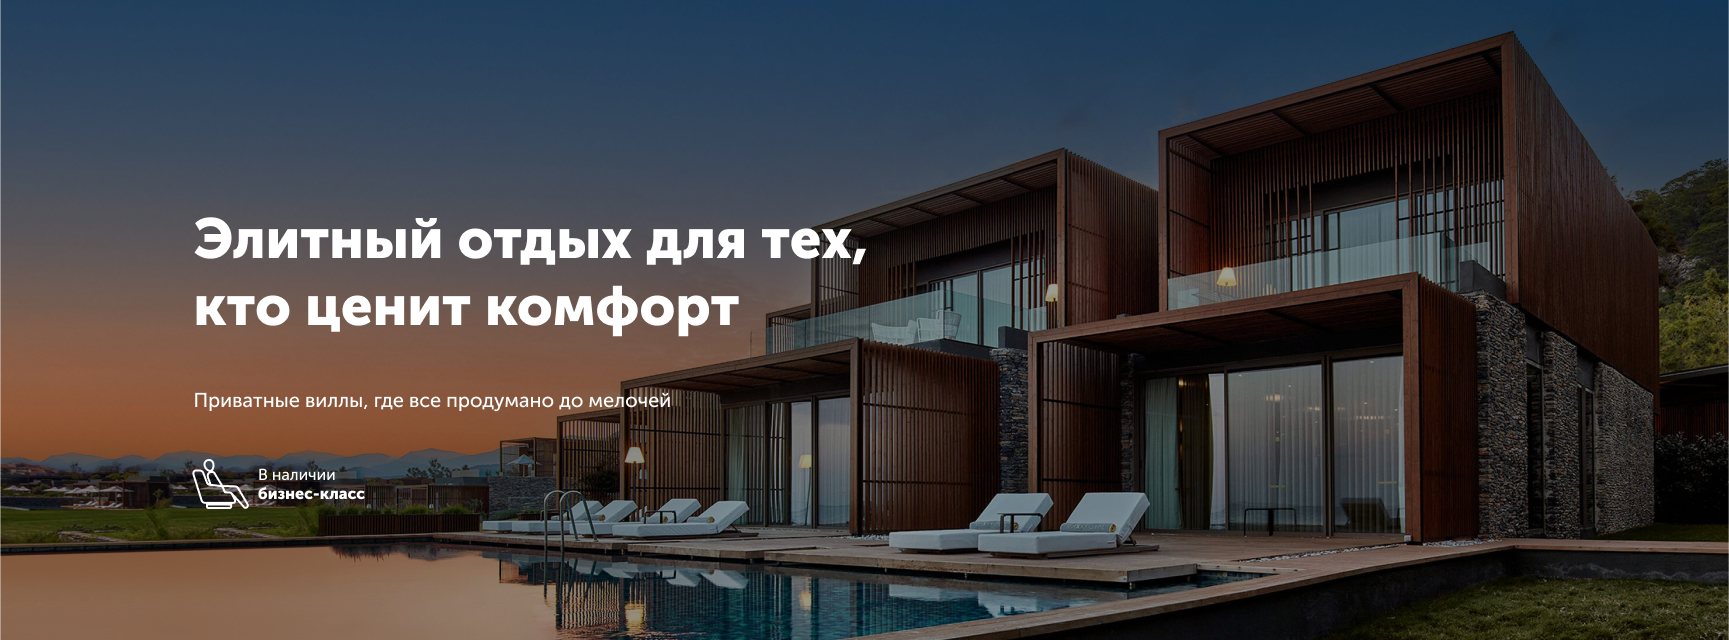 Элитный отдых для тех,
кто ценит комфорт
Приватные виллы, где все продумано до мелочей
В наличии
бизнес-класс